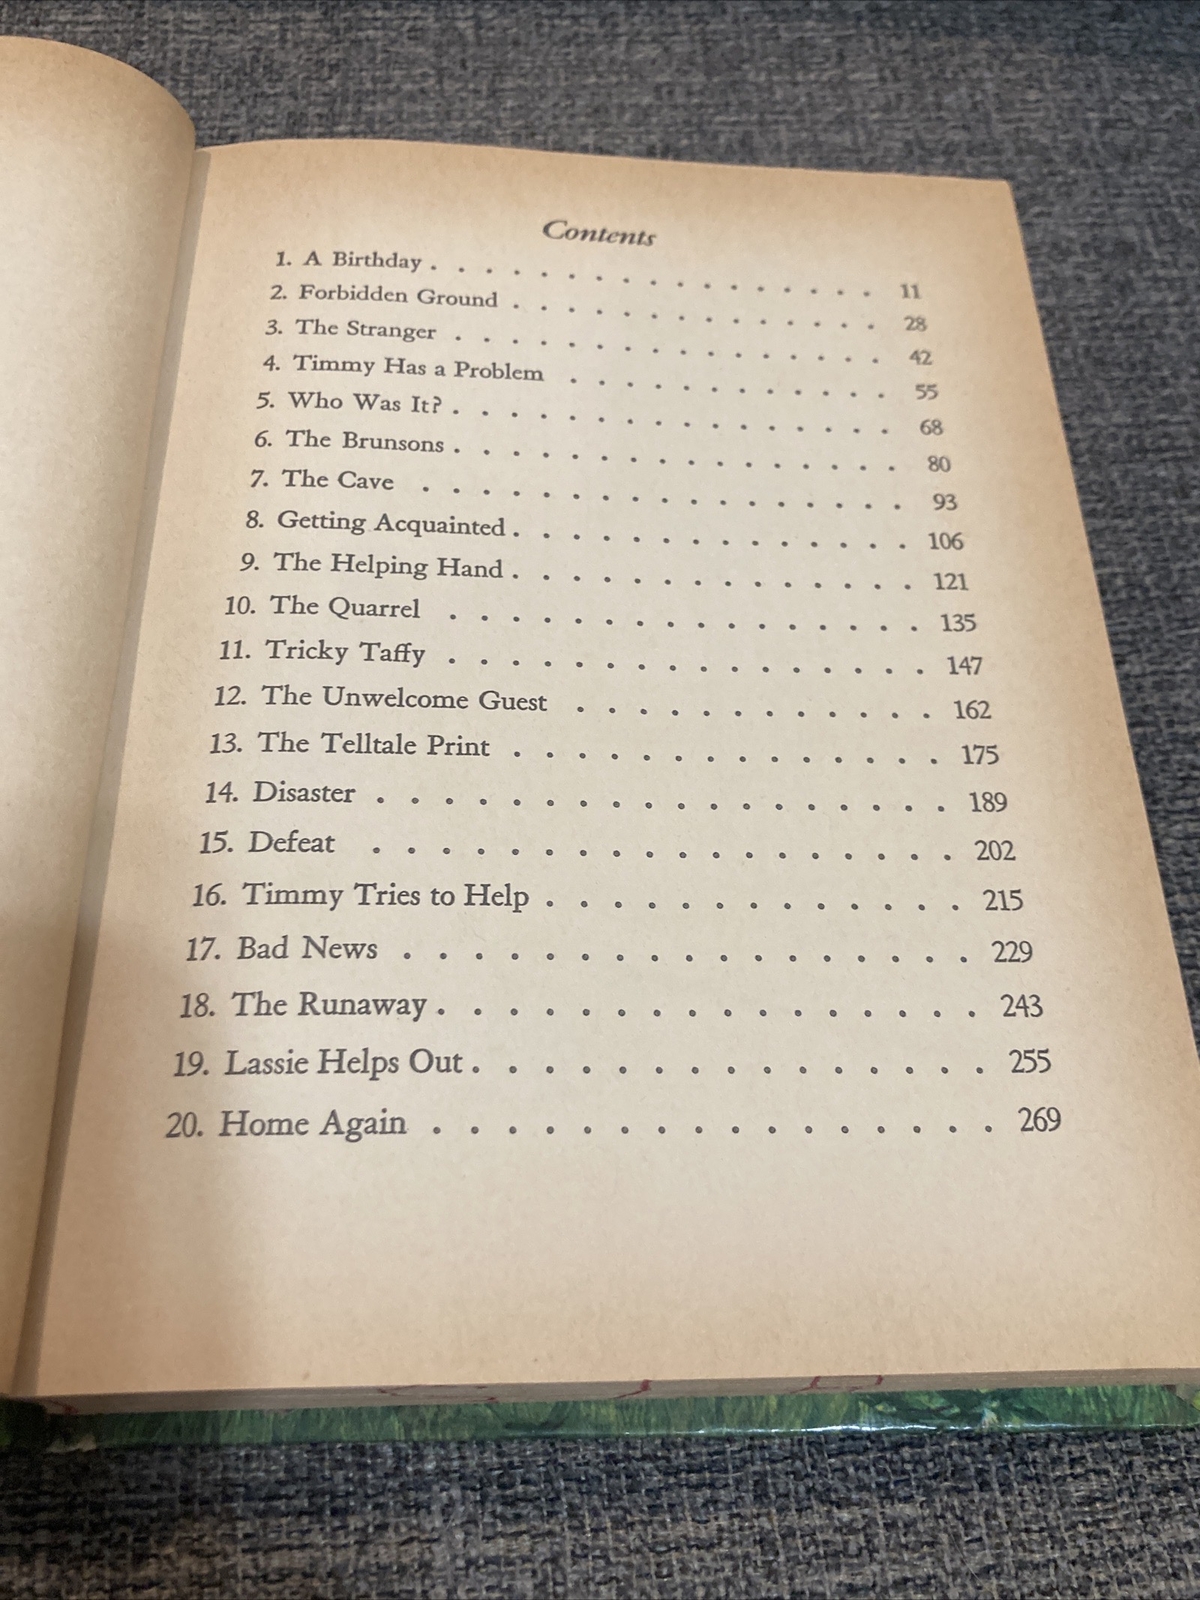 Contents
1. A Birthday . . . . . . . . . . . . . . . . . 11
2. Forbidden Ground . . . . . . . . . . . . . . 28
3. The Stranger . . . . . . . . . . . . . . . . 42
4. Timmy Has a Problem . . . . . . . . . . . . 55
5. Who Was It? . . . . . . . . . . . . . . . . 68
6. The Brunsons . . . . . . . . . . . . . . . . 80
7. The Cave . . . . . . . . . . . . . . . . . 93
8. Getting Acquainted . . . . . . . . . . . . . . 106
9. The Helping Hand . . . . . . . . . . . . . . 121
10. The Quarrel . . . . . . . . . . . . . . . . 135
11. Tricky Taffy . . . . . . . . . . . . . . . . 147
12. The Unwelcome Guest . . . . . . . . . . . . 162
13. The Telltale Print . . . . . . . . . . . . . . 175
14. Disaster . . . . . . . . . . . . . . . . . . 189
15. Defeat . . . . . . . . . . . . . . . . . . 202
16. Timmy Tries to Help . . . . . . . . . . . . . 215
17. Bad News . . . . . . . . . . . . . . . . . 229
18. The Runaway . . . . . . . . . . . . . . . . 243
19. Lassie Helps Out . . . . . . . . . . . . . . . 255
20. Home Again . . . . . . . . . . . . . . . . 269